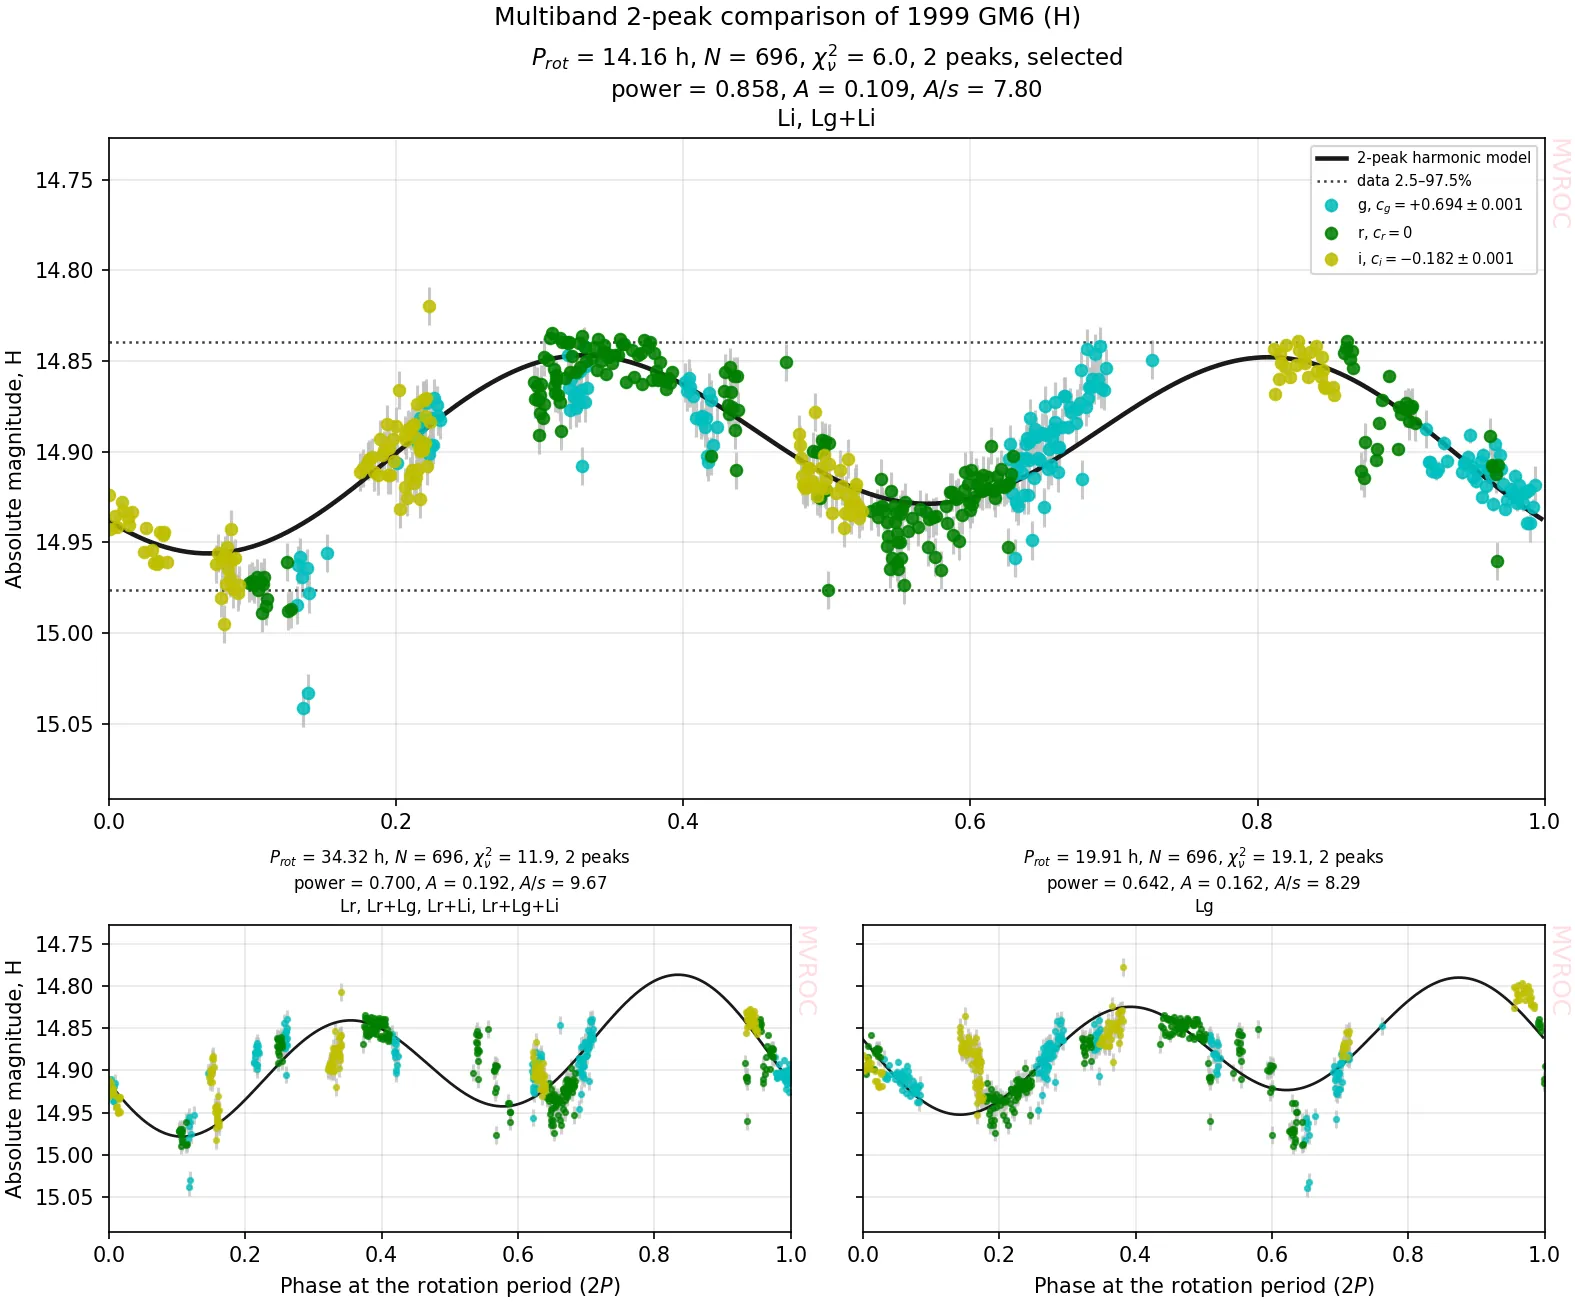 Multiband 2-peak comparison of 1999 GM6 (H)
P_rot = 14.16 h, N = 696, χ²_ν = 6.0, 2 peaks, selected
power = 0.858, A = 0.109, A/s = 7.80
Li, Lg+Li
2-peak harmonic model
data 2.5–97.5%
g, c_g = +0.694 ± 0.001
r, c_r = 0
i, c_i = −0.182 ± 0.001
MVROC
Absolute magnitude, H
14.75
14.80
14.85
14.90
14.95
15.00
15.05
0.0 0.2 0.4 0.6 0.8 1.0
P_rot = 34.32 h, N = 696, χ²_ν = 11.9, 2 peaks
power = 0.700, A = 0.192, A/s = 9.67
Lr, Lr+Lg, Lr+Li, Lr+Lg+Li
MVROC
Absolute magnitude, H
14.75
14.80
14.85
14.90
14.95
15.00
15.05
0.0 0.2 0.4 0.6 0.8 1.0
Phase at the rotation period (2P)
P_rot = 19.91 h, N = 696, χ²_ν = 19.1, 2 peaks
power = 0.642, A = 0.162, A/s = 8.29
Lg
MVROC
0.0 0.2 0.4 0.6 0.8 1.0
Phase at the rotation period (2P)